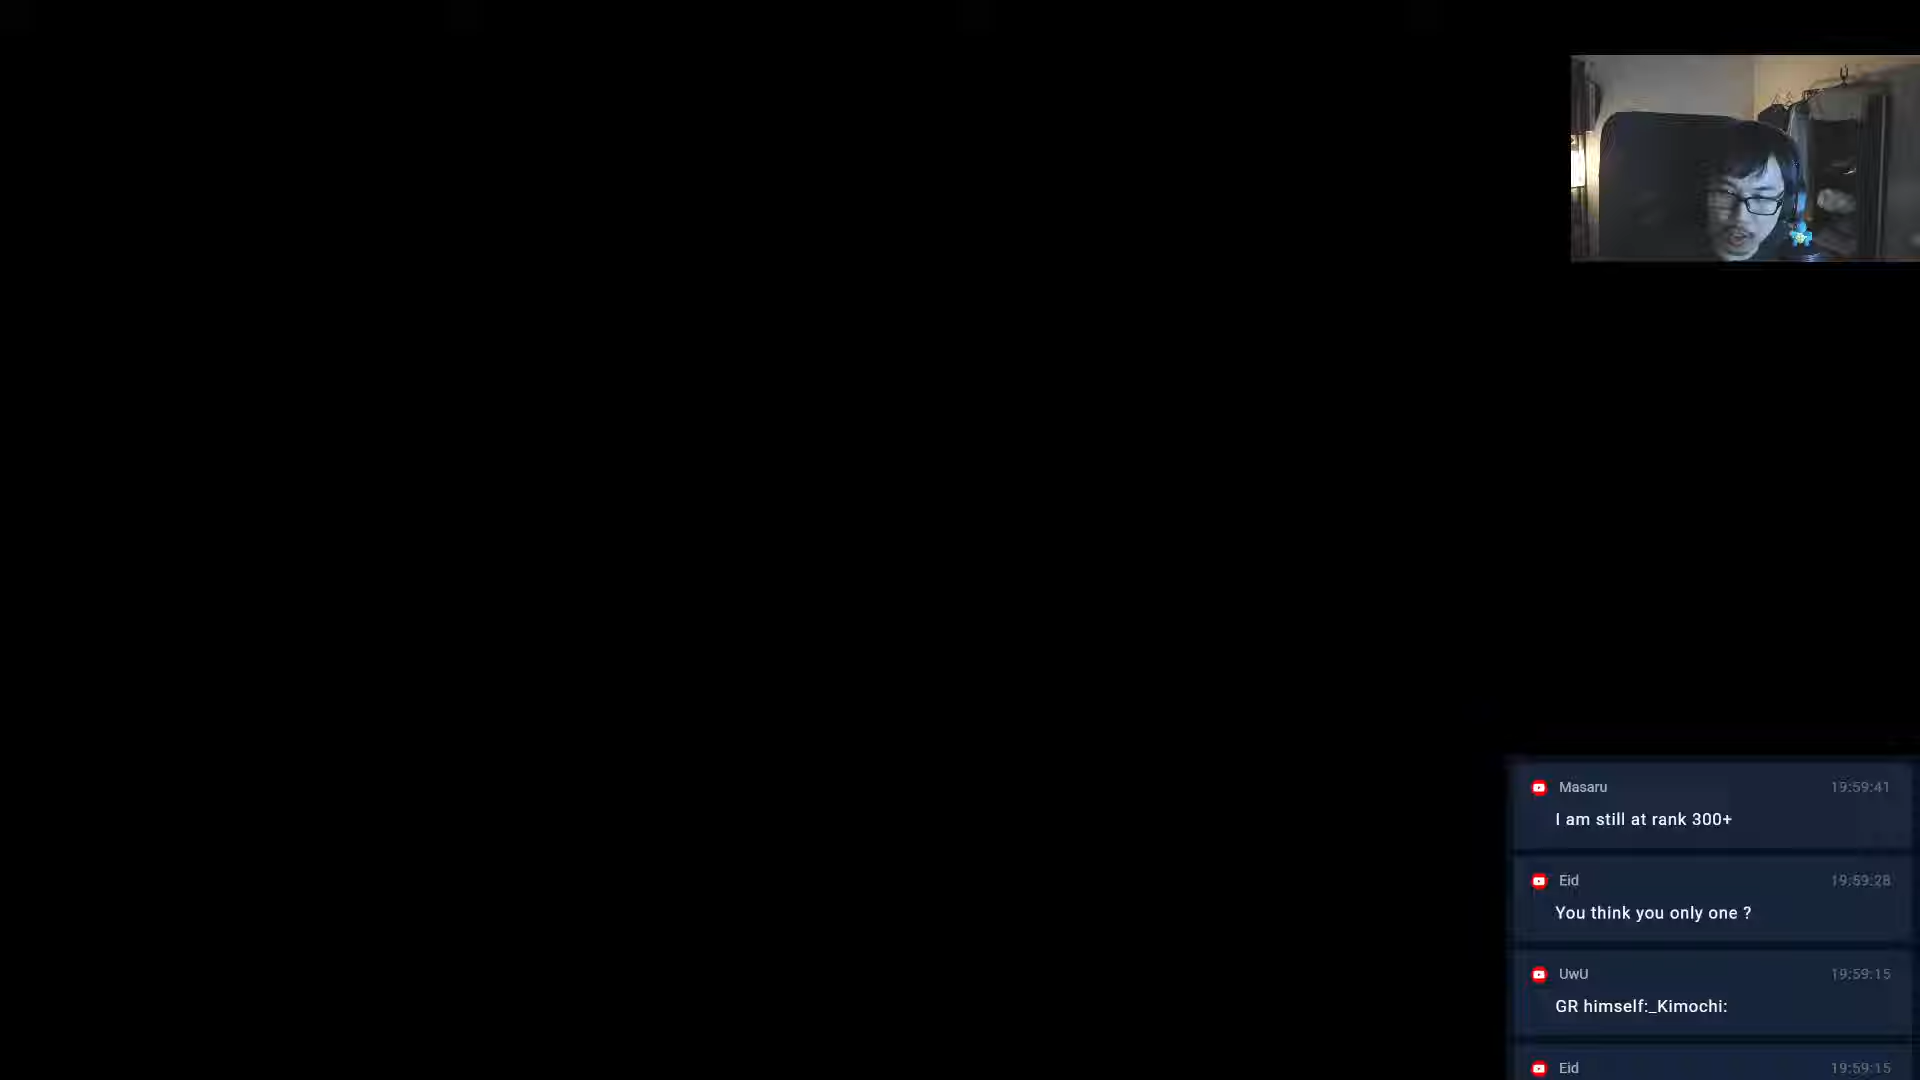 Masaru 19:59:41
I am still at rank 300+
Eid 19:59:28
You think you only one ?
UwU 19:59:15
GR himself:_Kimochi:
Eid 19:59:15